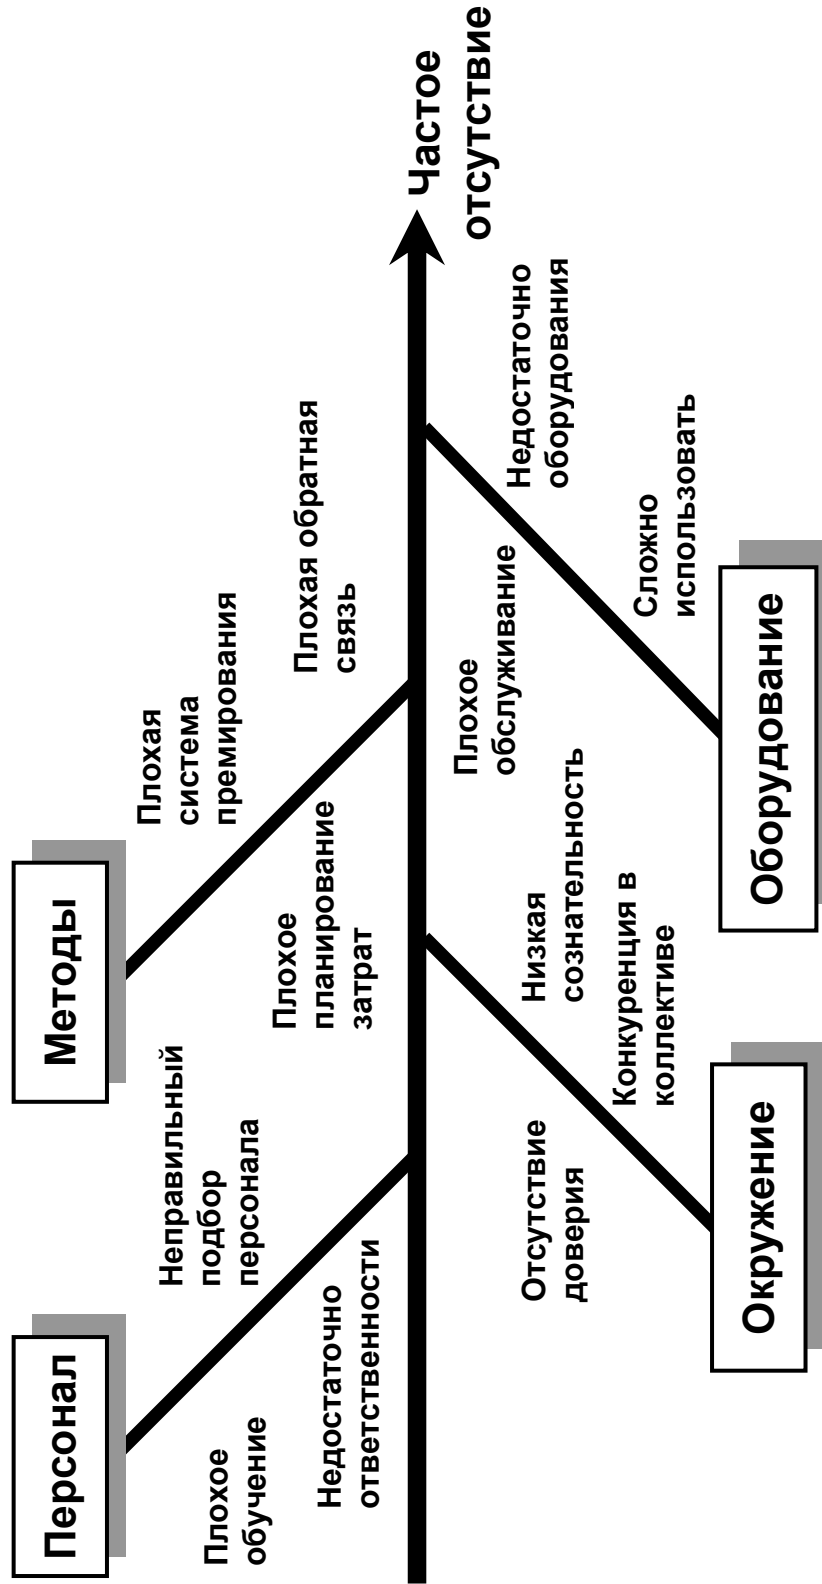 Персонал
Методы
Неправильный
подбор
персонала
Плохое
обучение
Недостаточно
ответственности
Плохая
система
премирования
Плохая обратная
связь
Плохое
планирование
затрат
Частое
отсутствие
Отсутствие
доверия
Низкая
сознательность
Конкуренция в
коллективе
Окружение
Плохое
обслуживание
Недостаточно
оборудования
Сложно
использовать
Оборудование